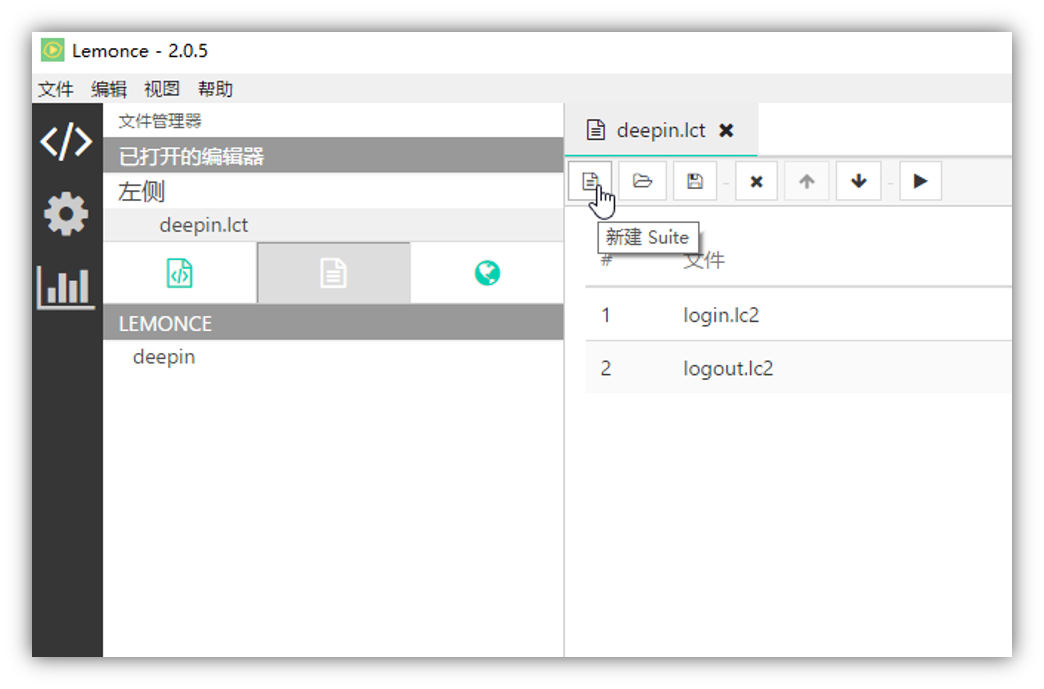 Lemonce - 2.0.5
文件 编辑 视图 帮助
文件管理器
已打开的编辑器
左侧
deepin.lct
LEMONCE
deepin
deepin.lct
新建 Suite
# 文件
1 login.lc2
2 logout.lc2